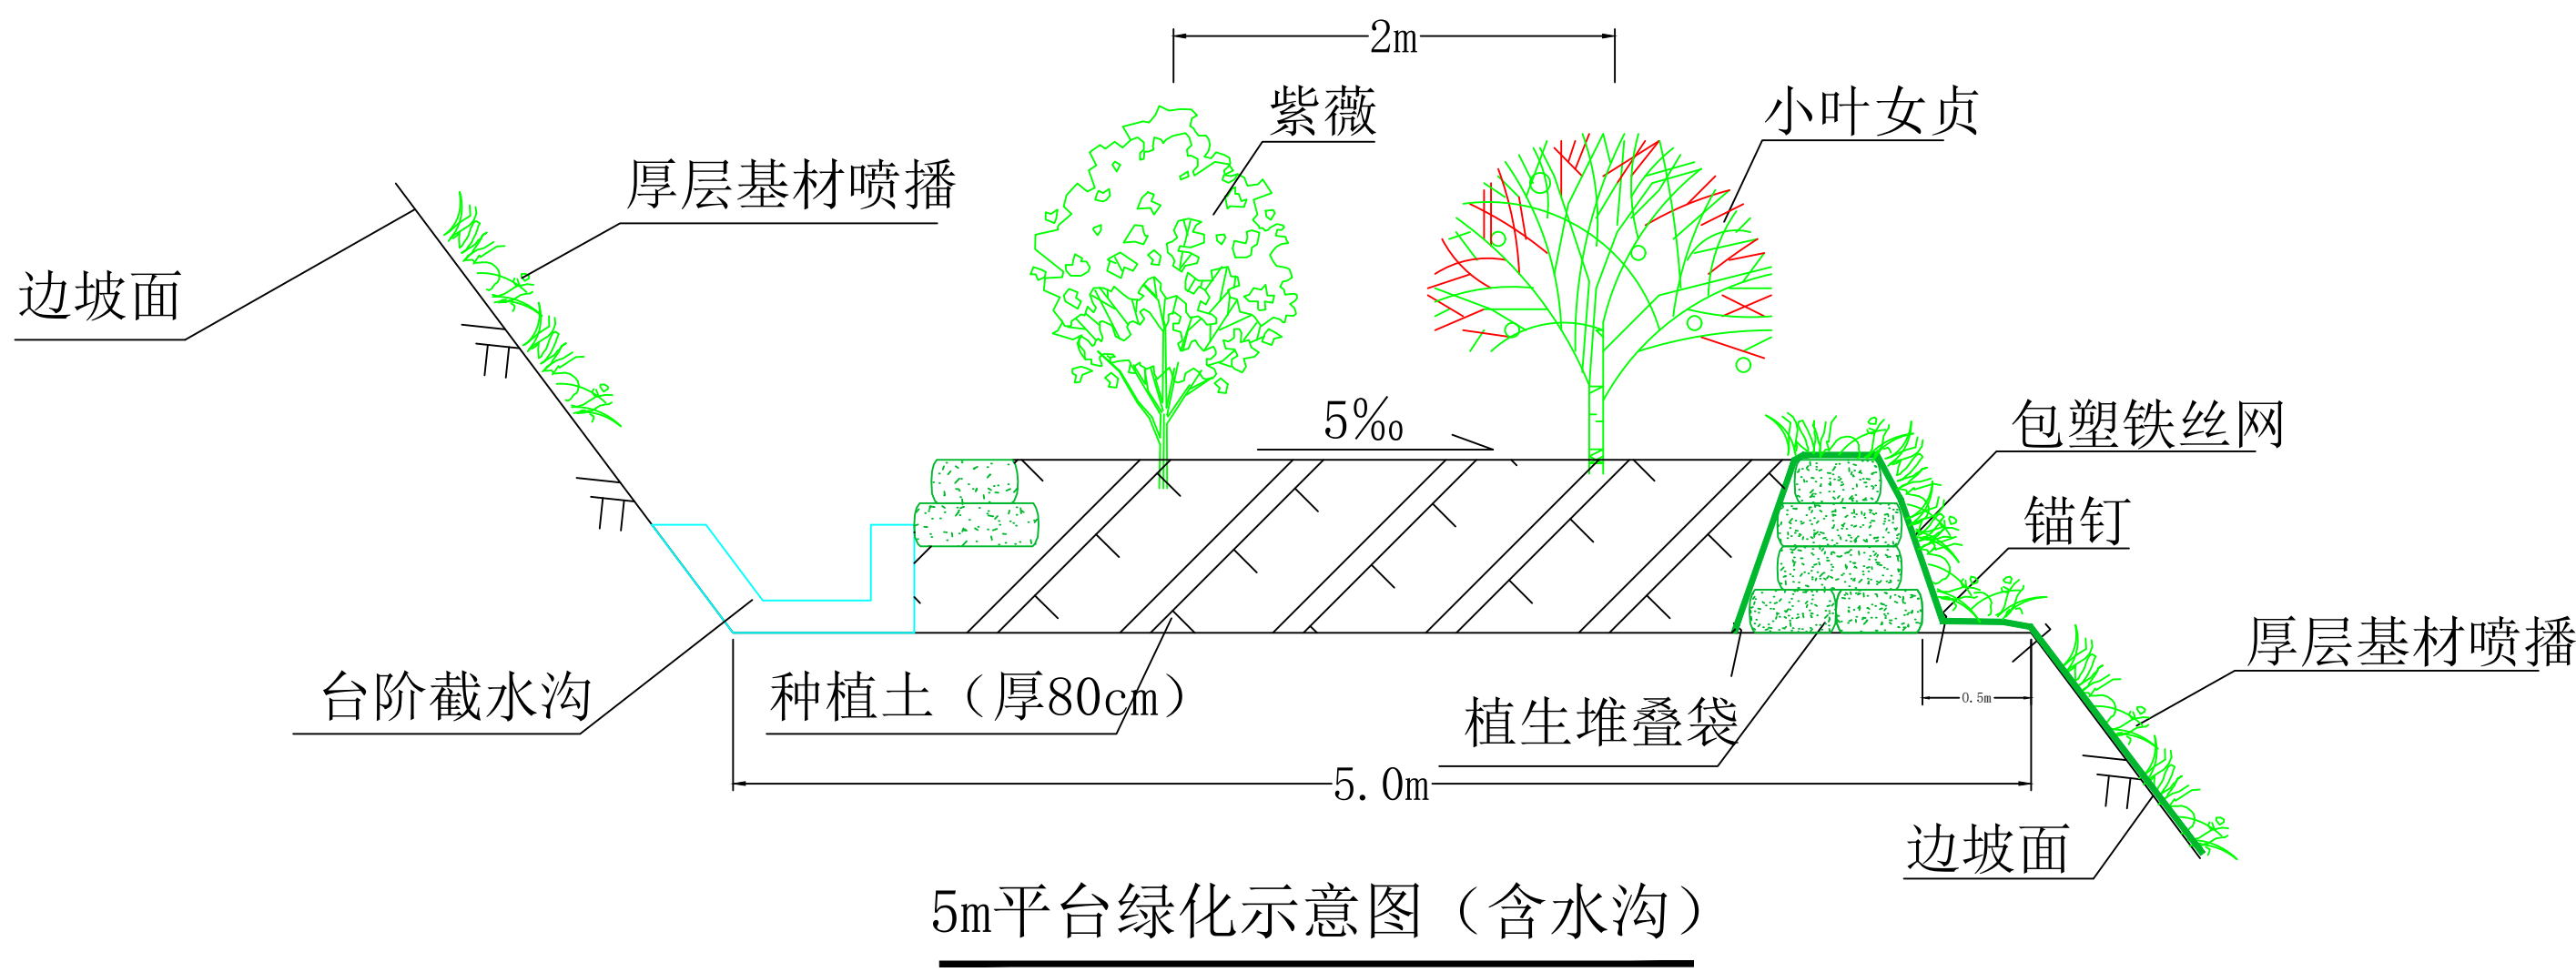 2m
紫薇
小叶女贞
厚层基材喷播
边坡面
5‰
包塑铁丝网
锚钉
厚层基材喷播
台阶截水沟
种植土（厚80cm）
植生堆叠袋
0.5m
5.0m
边坡面
5m平台绿化示意图（含水沟）